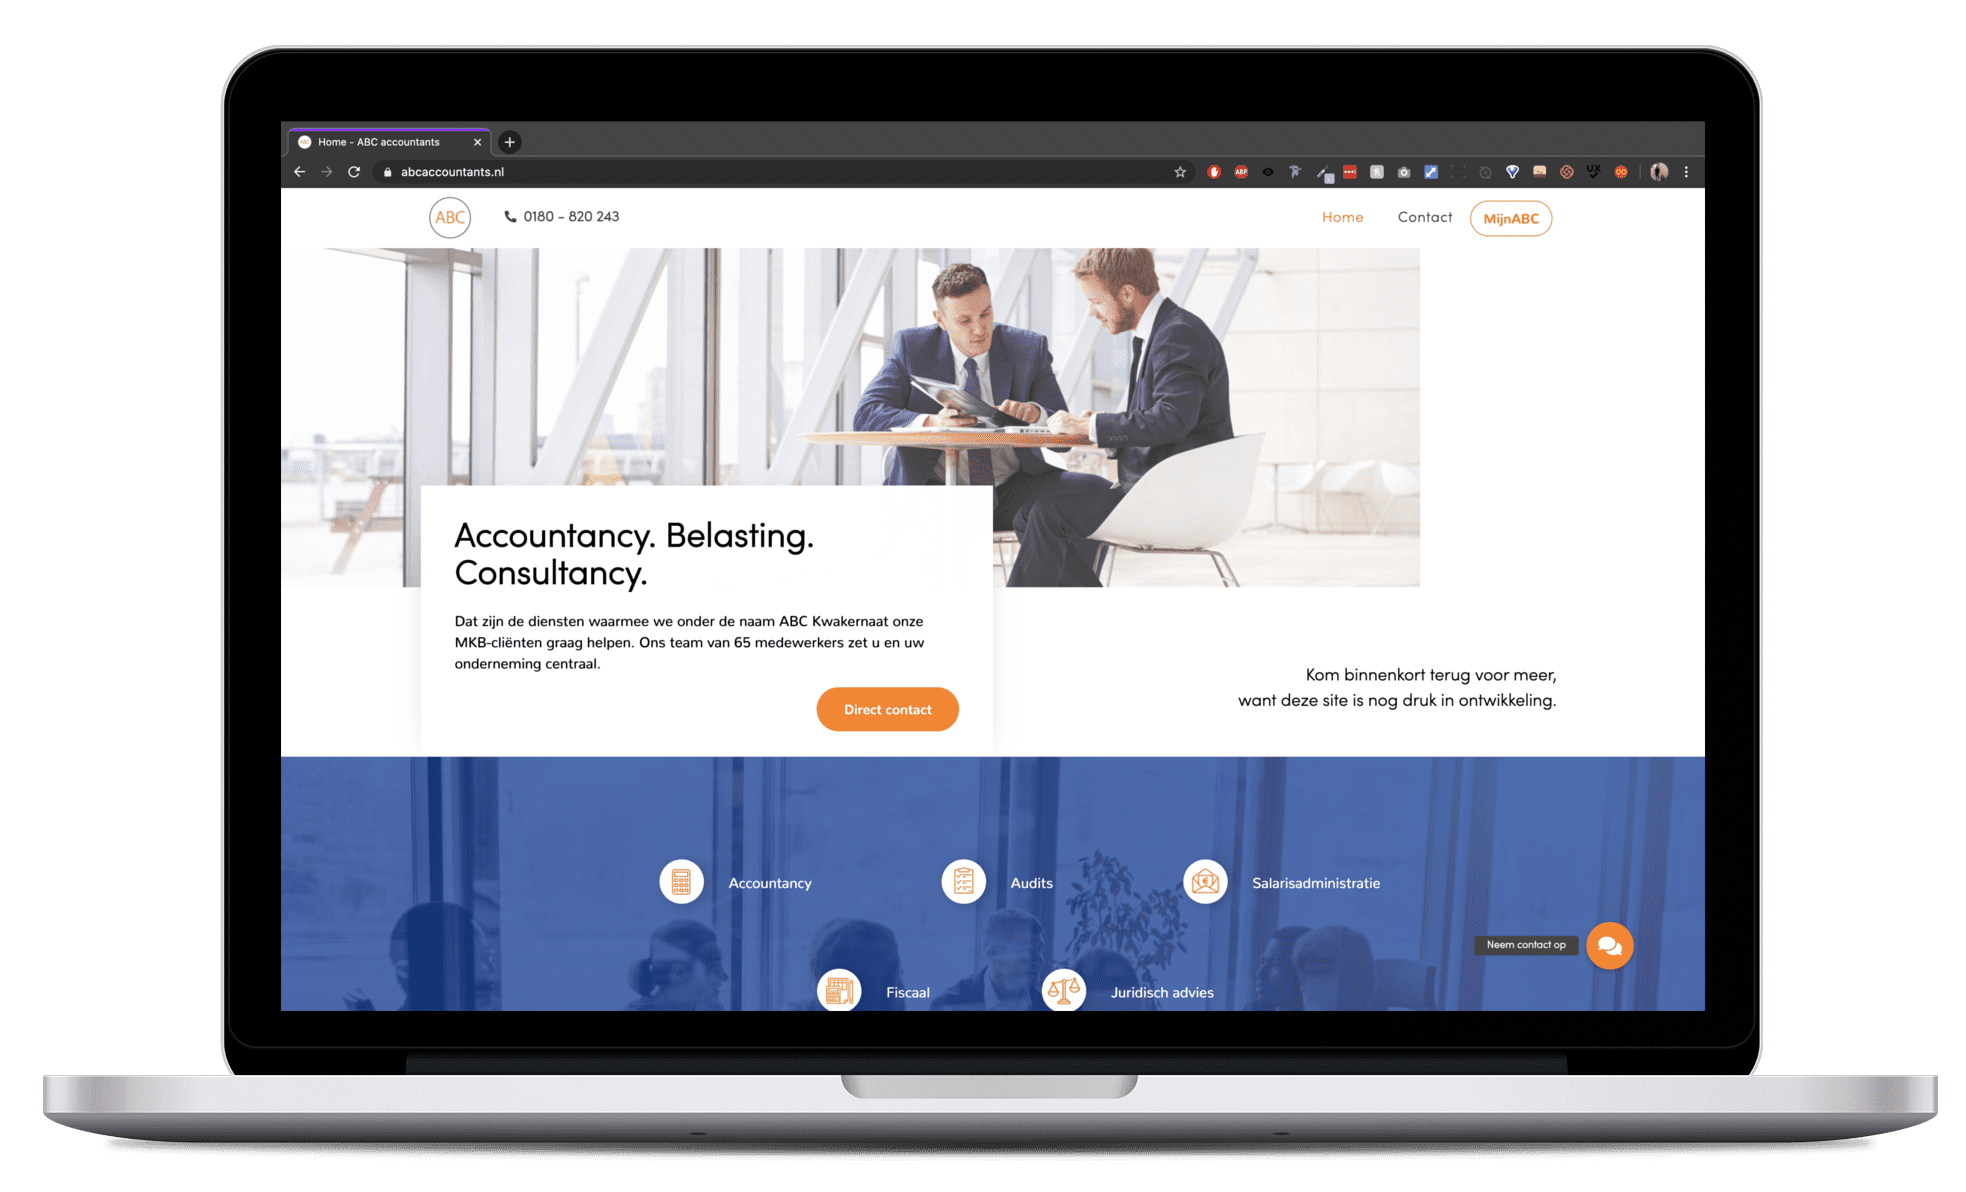 Home - ABC accountants
abcaccountants.nl
ABP
UX
ABC
0180 – 820 243
Home
Contact
MijnABC
Accountancy. Belasting.
Consultancy.
Dat zijn de diensten waarmee we onder de naam ABC Kwakernaat onze
MKB-cliënten graag helpen. Ons team van 65 medewerkers zet u en uw
onderneming centraal.
Direct contact
Kom binnenkort terug voor meer,
want deze site is nog druk in ontwikkeling.
Accountancy
Audits
Salarisadministratie
Neem contact op
Fiscaal
Juridisch advies